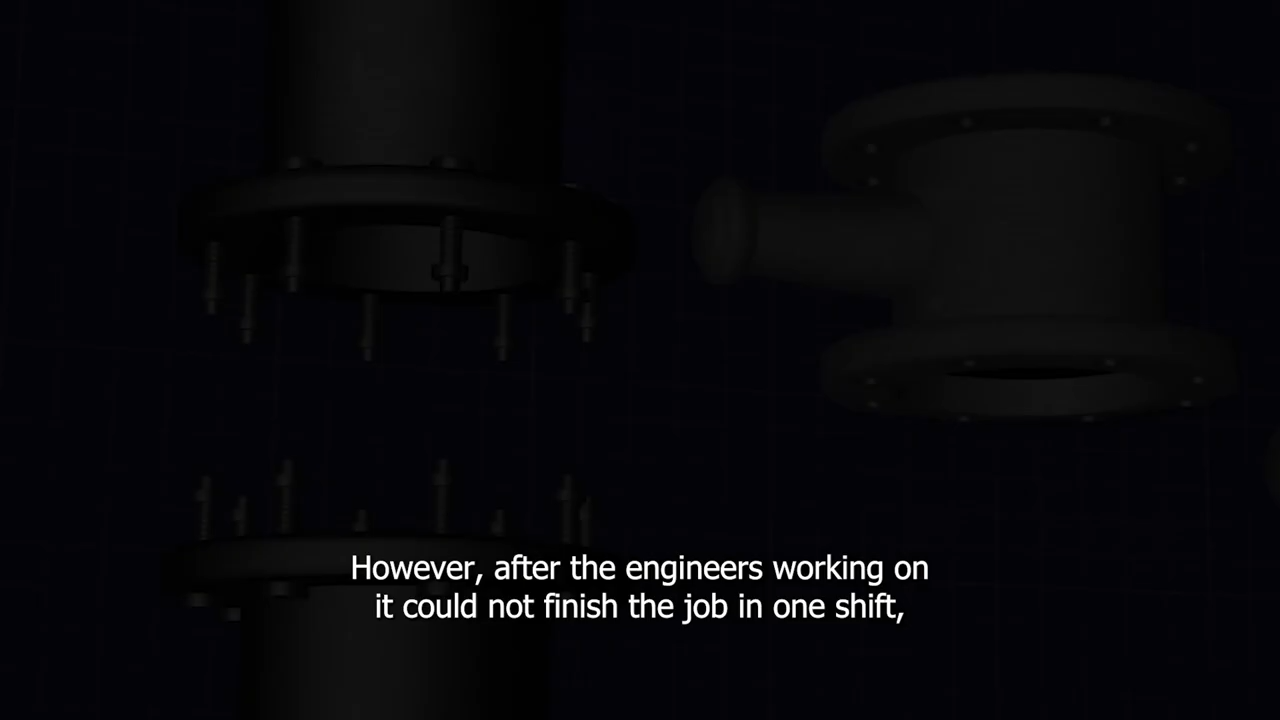 However, after the engineers working on
it could not finish the job in one shift,